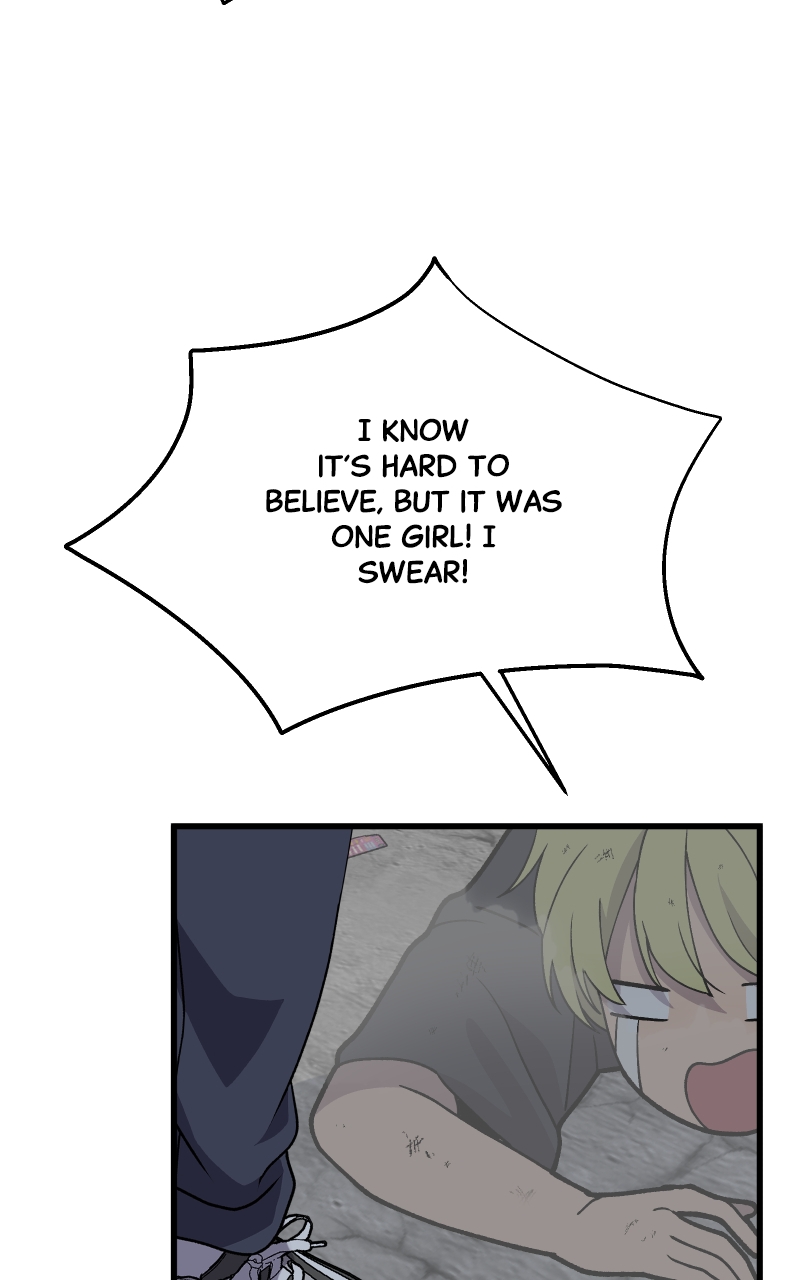 I KNOW
IT'S HARD TO
BELIEVE, BUT IT WAS
ONE GIRL! I
SWEAR!